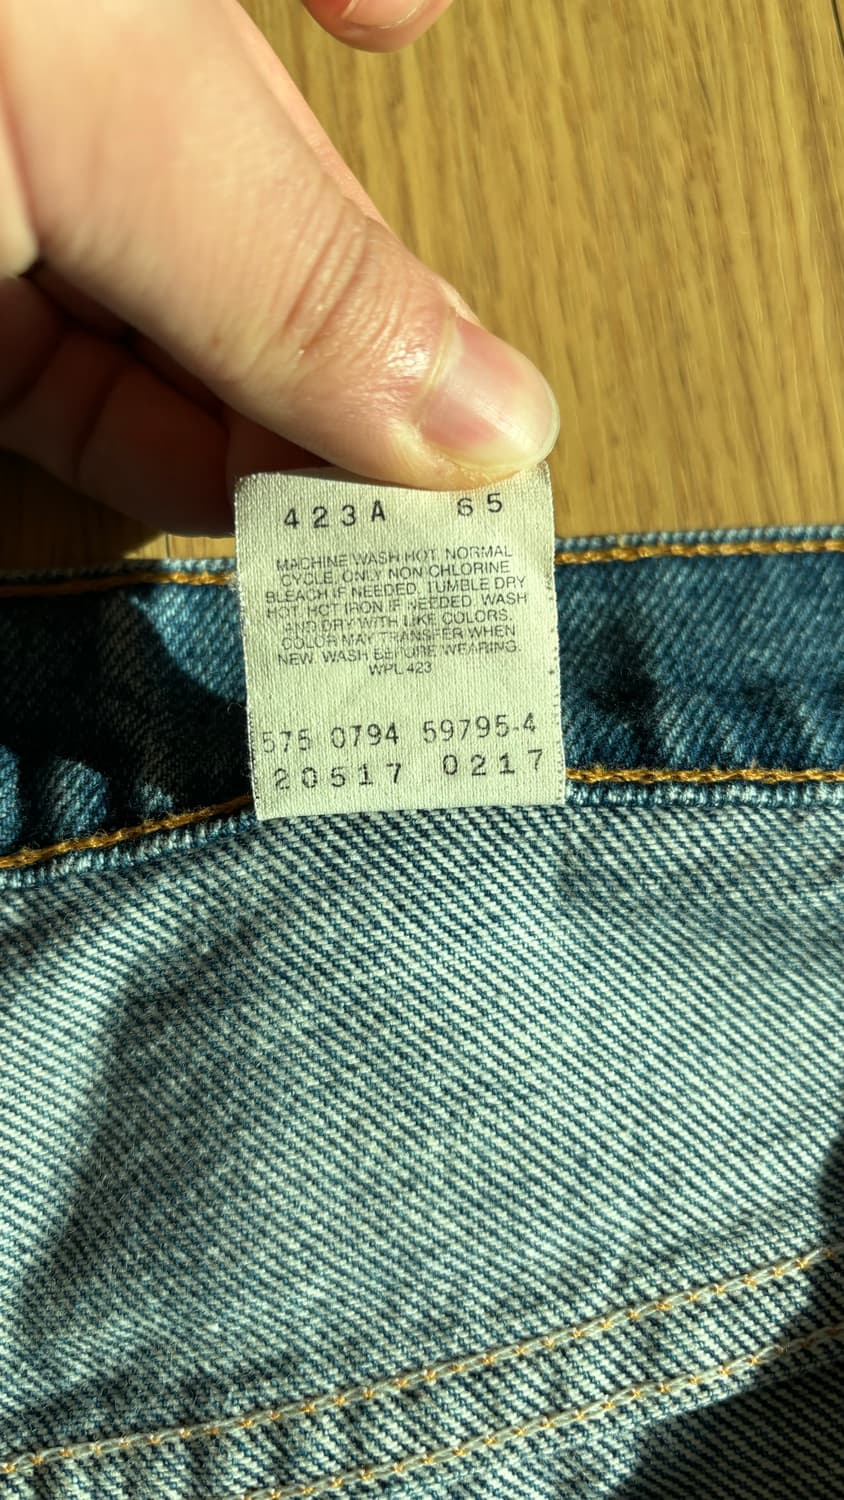 423A 65
MACHINE WASH HOT, NORMAL
CYCLE, ONLY NON CHLORINE
BLEACH IF NEEDED, TUMBLE DRY
HOT, HOT IRON IF NEEDED, WASH
AND DRY WITH LIKE COLORS.
COLOR MAY TRANSFER WHEN
NEW. WASH BEFORE WEARING.
WPL 423
575 0794 59795-4
20517 0217